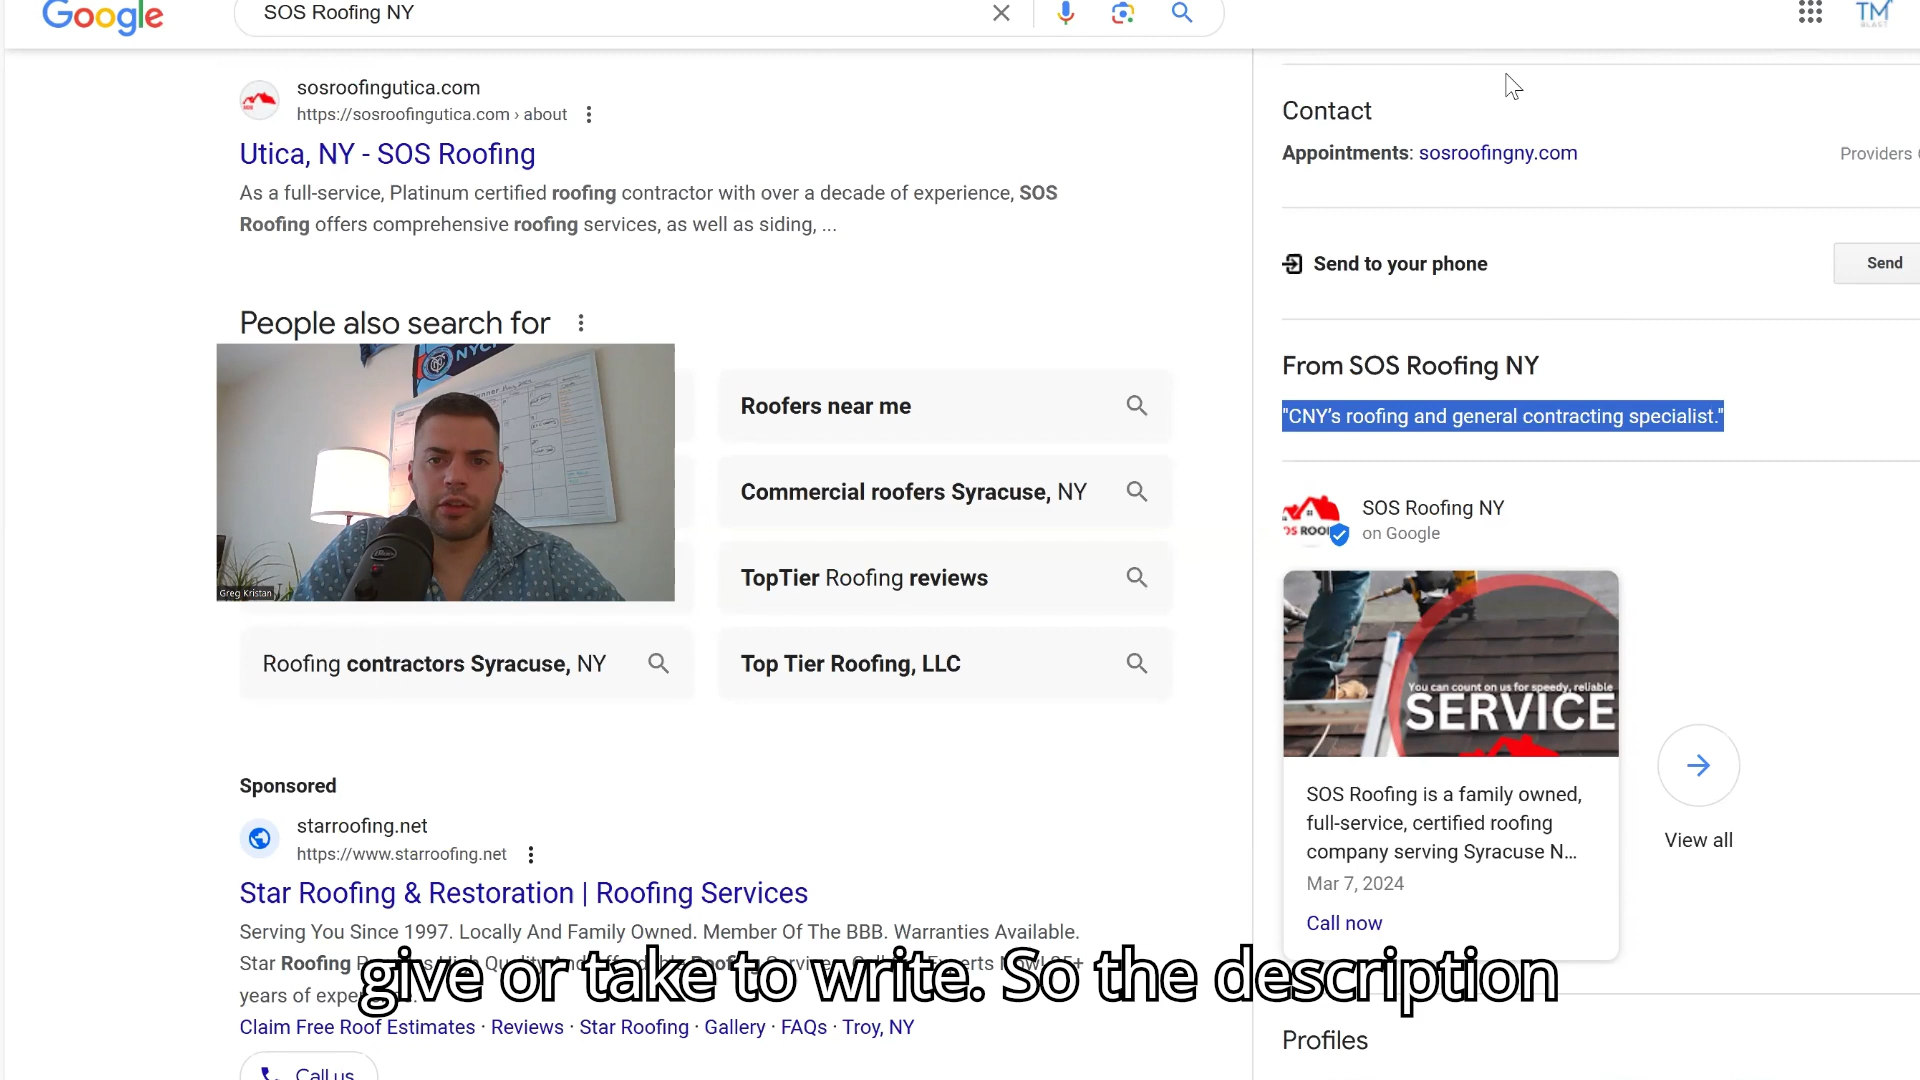 Google
SOS Roofing NY
TM
BLAST
sosroofingutica.com
https://sosroofingutica.com › about
Utica, NY - SOS Roofing
As a full-service, Platinum certified roofing contractor with over a decade of experience, SOS
Roofing offers comprehensive roofing services, as well as siding, ...
People also search for
NYC
Greg Kristan
Roofers near me
Commercial roofers Syracuse, NY
TopTier Roofing reviews
Roofing contractors Syracuse, NY
Top Tier Roofing, LLC
Sponsored
starroofing.net
https://www.starroofing.net
Star Roofing & Restoration | Roofing Services
Serving You Since 1997. Locally And Family Owned. Member Of The BBB. Warranties Available.
Star Roofing
years of
give or take to write. So the description
Claim Free Roof Estimates · Reviews · Star Roofing · Gallery · FAQs · Troy, NY
Call us
Contact
Appointments: sosroofingny.com
Providers
Send to your phone
Send
From SOS Roofing NY
"CNY's roofing and general contracting specialist."
SOS Roofing NY
on Google
You can count on us for speedy, reliable
SERVICE
SOS Roofing is a family owned,
full-service, certified roofing
company serving Syracuse N...
Mar 7, 2024
Call now
View all
Profiles